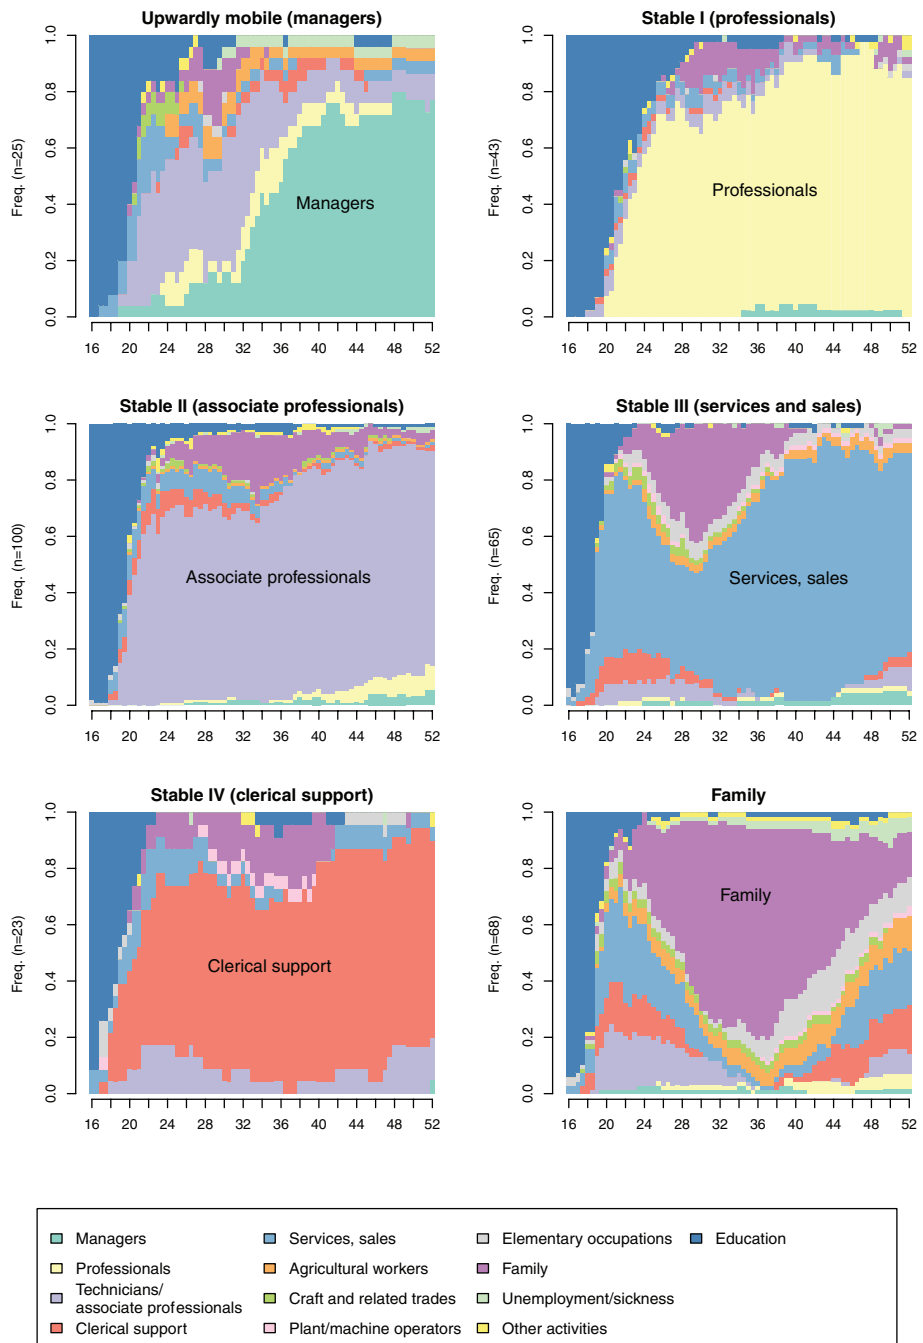 Upwardly mobile (managers)
Freq. (n=25)
0.0 0.2 0.4 0.6 0.8 1.0
Managers
16 20 24 28 32 36 40 44 48 52
Stable I (professionals)
Freq. (n=43)
0.0 0.2 0.4 0.6 0.8 1.0
Professionals
16 20 24 28 32 36 40 44 48 52
Stable II (associate professionals)
Freq. (n=100)
0.0 0.2 0.4 0.6 0.8 1.0
Associate professionals
16 20 24 28 32 36 40 44 48 52
Stable III (services and sales)
Freq. (n=65)
0.0 0.2 0.4 0.6 0.8 1.0
Services, sales
16 20 24 28 32 36 40 44 48 52
Stable IV (clerical support)
Freq. (n=23)
0.0 0.2 0.4 0.6 0.8 1.0
Clerical support
16 20 24 28 32 36 40 44 48 52
Family
Freq. (n=68)
0.0 0.2 0.4 0.6 0.8 1.0
Family
16 20 24 28 32 36 40 44 48 52
Managers
Professionals
Technicians/
associate professionals
Clerical support
Services, sales
Agricultural workers
Craft and related trades
Plant/machine operators
Elementary occupations
Family
Unemployment/sickness
Other activities
Education